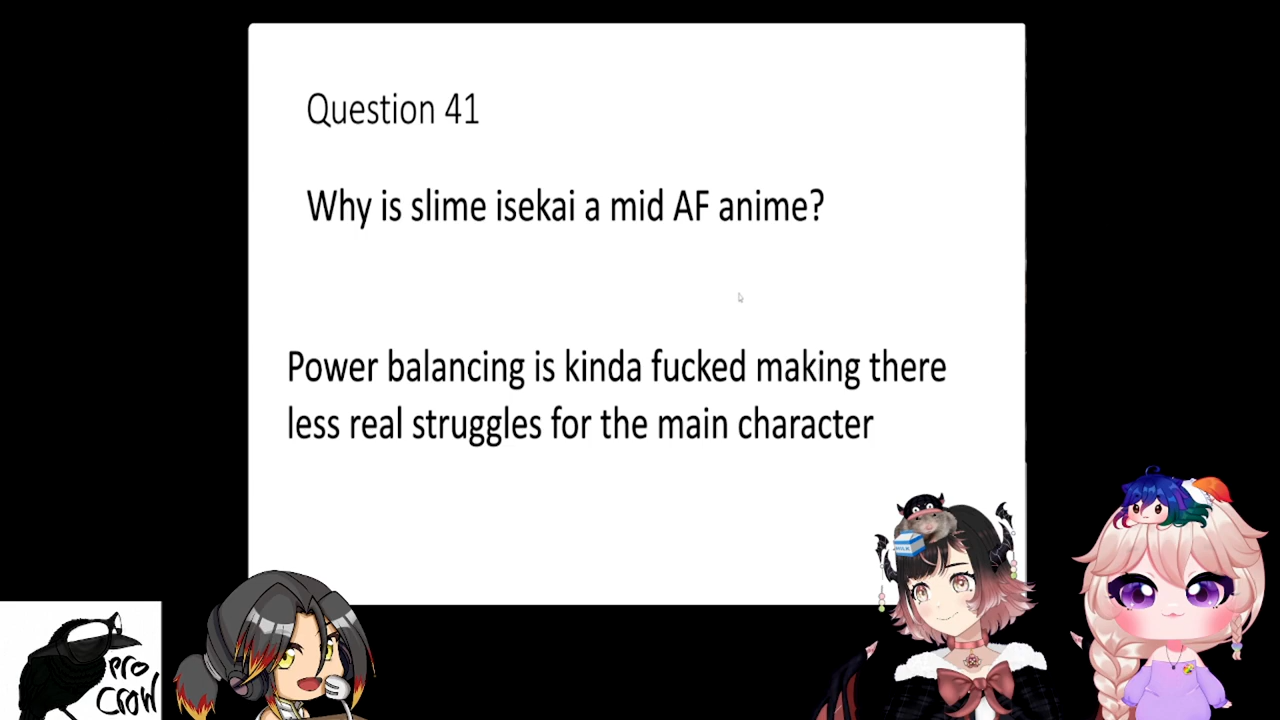 Question 41
Why is slime isekai a mid AF anime?
Power balancing is kinda fucked making there
less real struggles for the main character
MILK
pro
crow